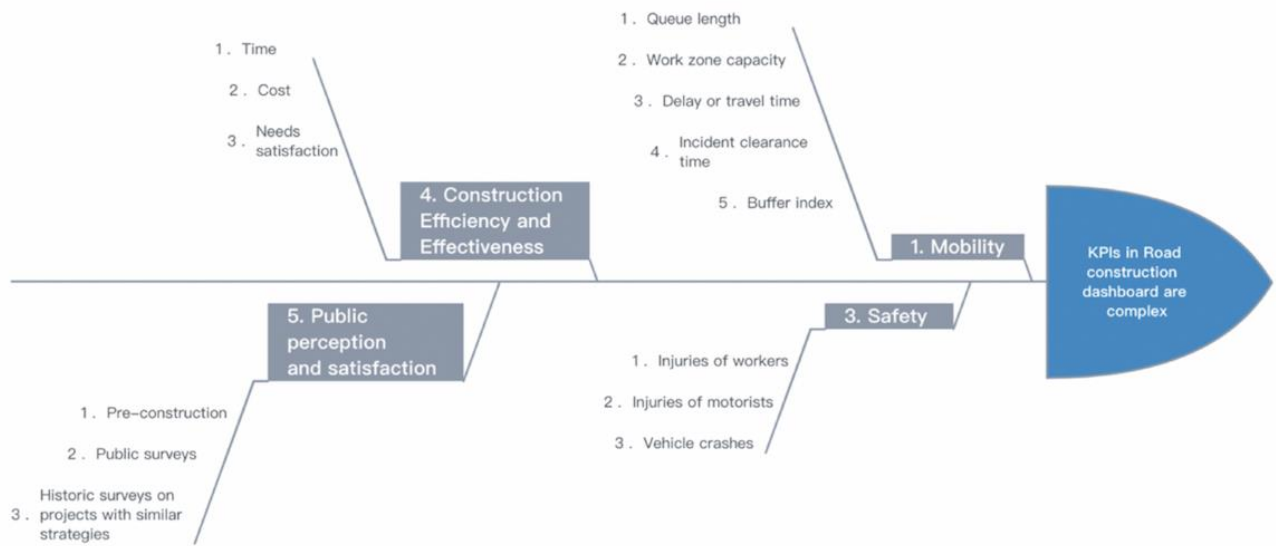 1. Time
2. Cost
3. Needs
satisfaction
4. Construction
Efficiency and
Effectiveness
1. Queue length
2. Work zone capacity
3. Delay or travel time
4. Incident clearance
time
5. Buffer index
1. Mobility
KPIs in Road
construction
dashboard are
complex
5. Public
perception
and satisfaction
1. Pre-construction
2. Public surveys
3. Historic surveys on
projects with similar
strategies
3. Safety
1. Injuries of workers
2. Injuries of motorists
3. Vehicle crashes